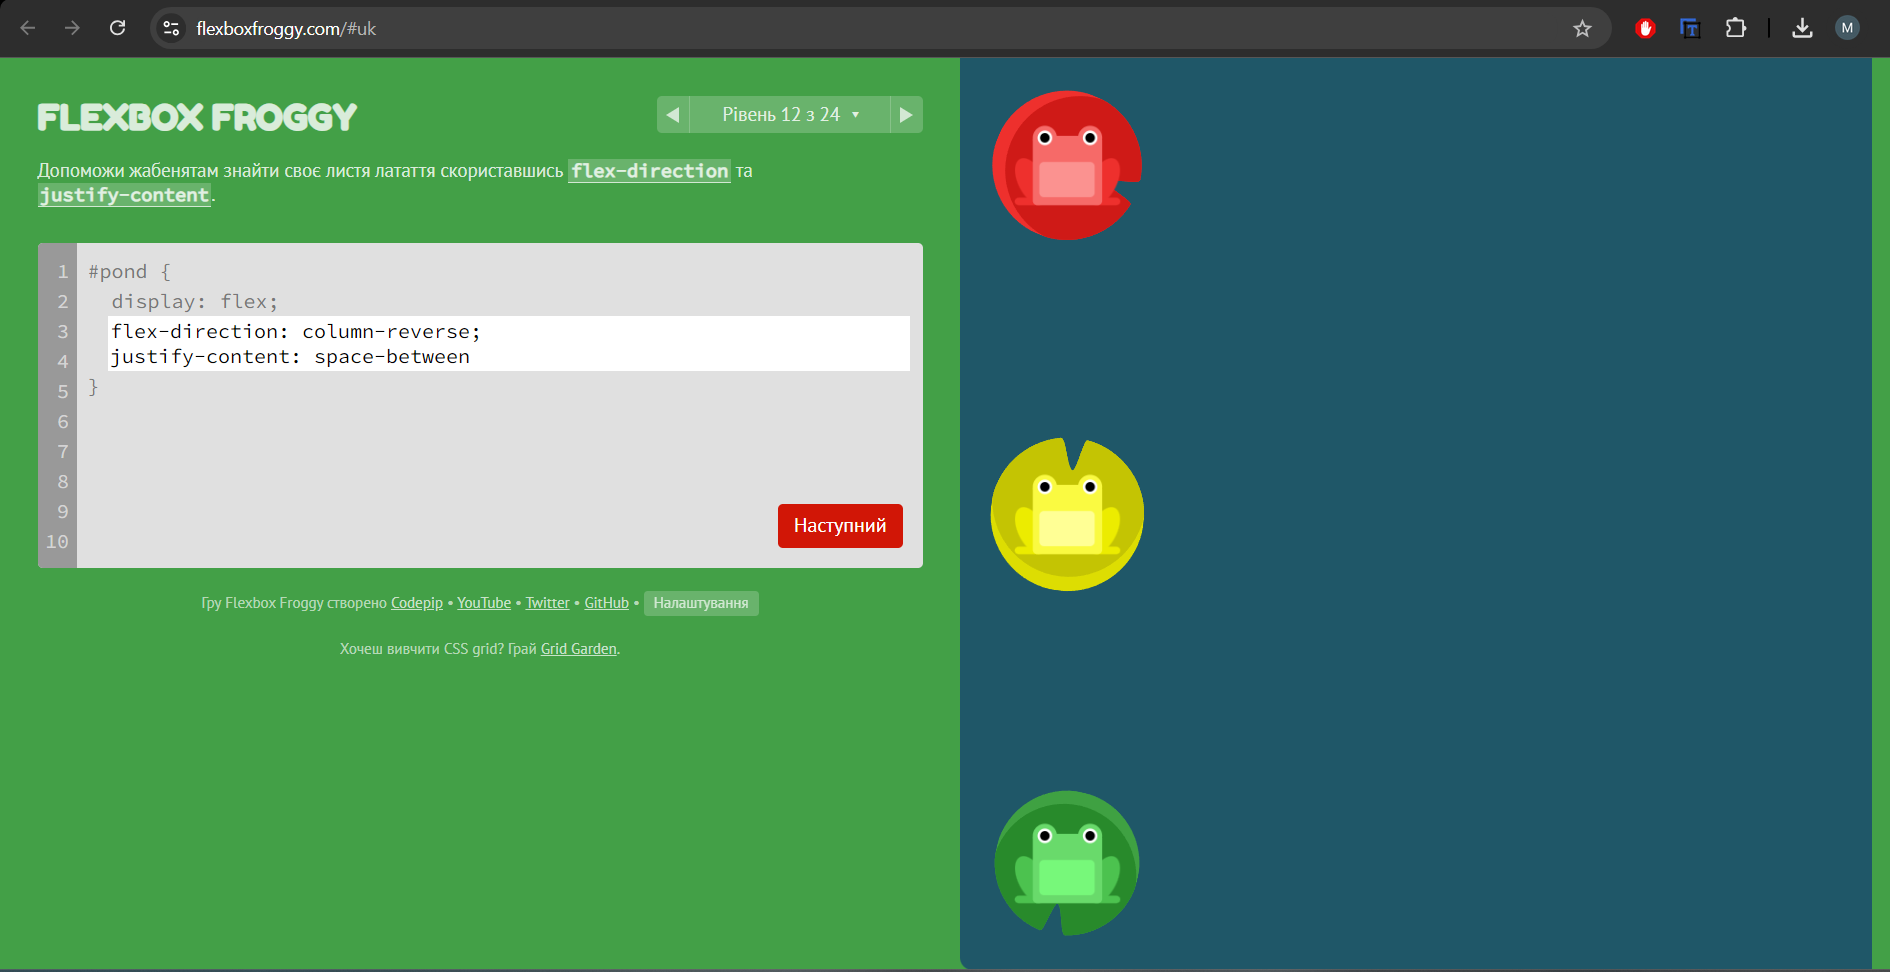 flexboxfroggy.com/#uk
M
FLEXBOX FROGGY
Рівень 12 з 24
Допоможи жабенятам знайти своє листя латаття скориставшись flex-direction та
justify-content.
1 #pond {
2 display: flex;
3 flex-direction: column-reverse;
4 justify-content: space-between
5 }
6
7
8
9
10
Наступний
Гру Flexbox Froggy створено Codepip • YouTube • Twitter • GitHub • Налаштування
Хочеш вивчити CSS grid? Грай Grid Garden.